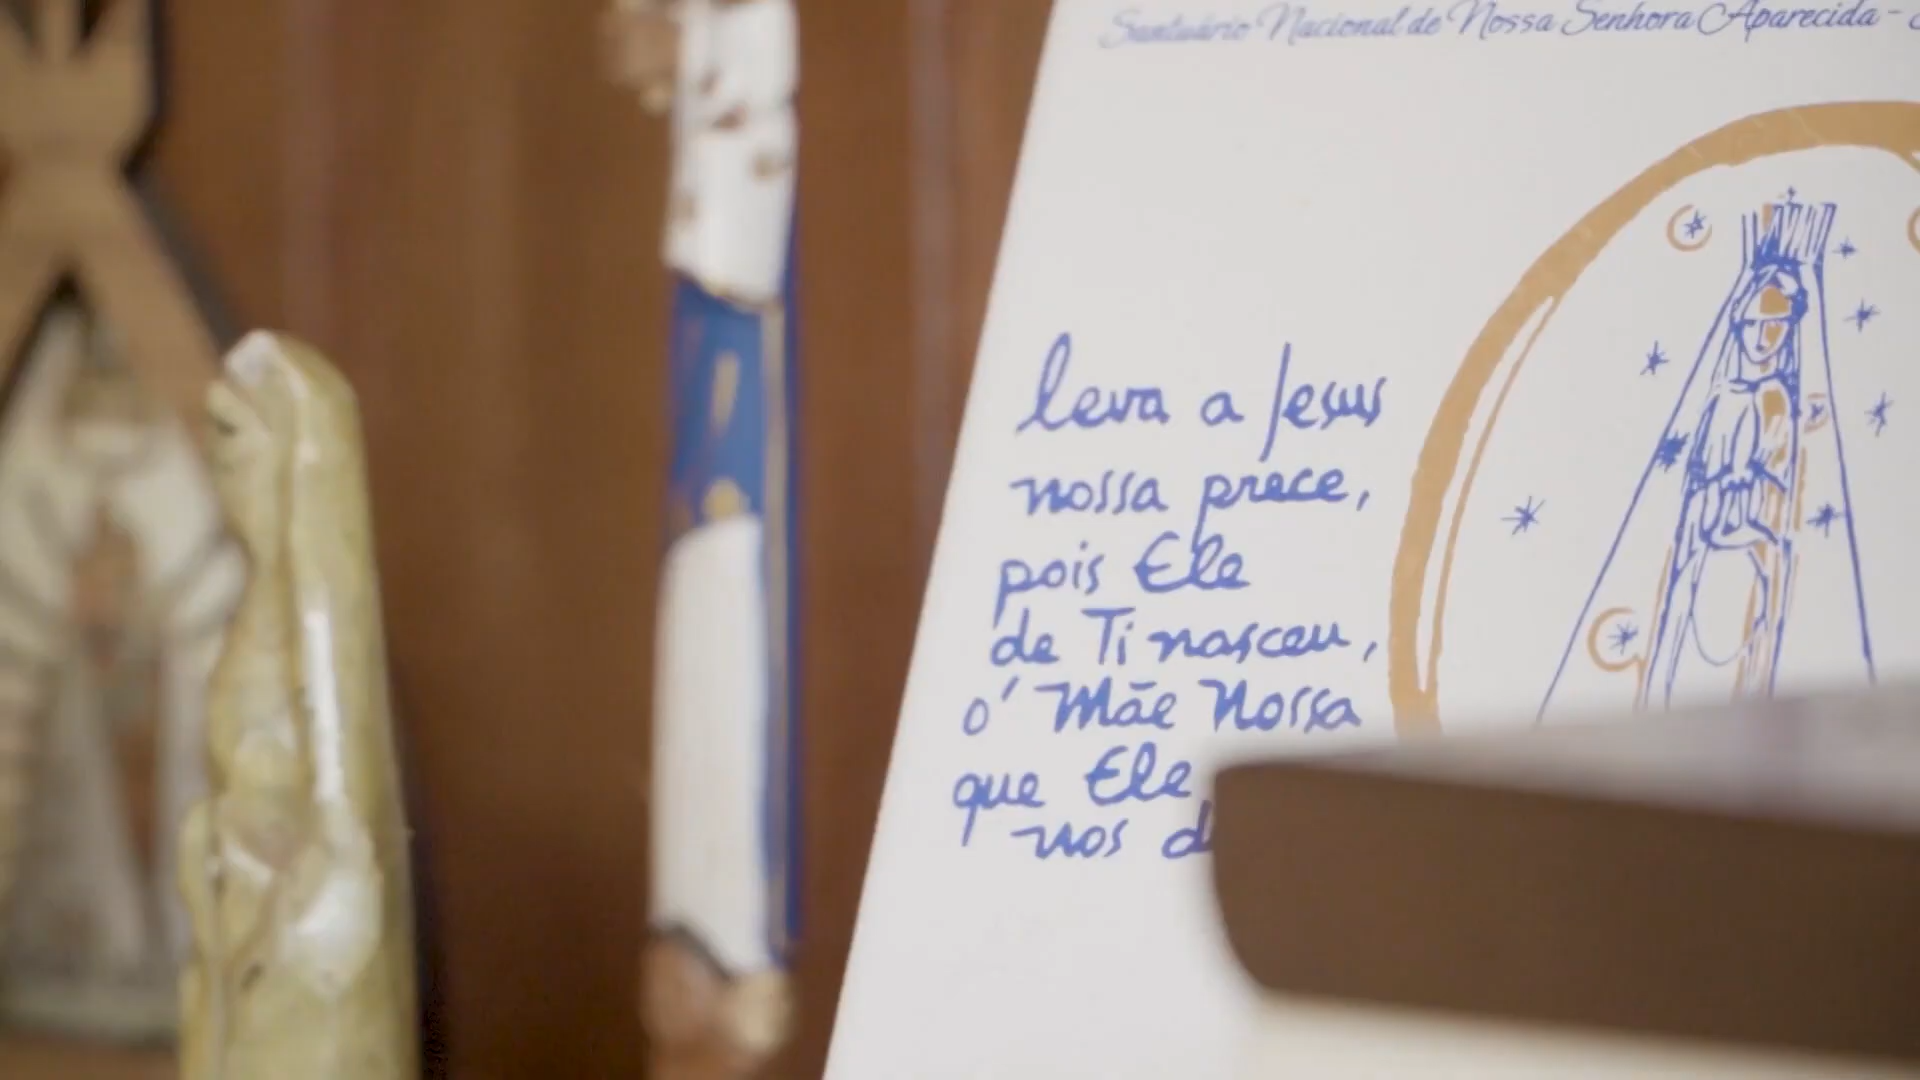 Santuário Nacional de Nossa Senhora Aparecida -
leva a Jesus
nossa prece,
pois Ele
de Ti nasceu,
ó Mãe Nossa
que Ele
nos